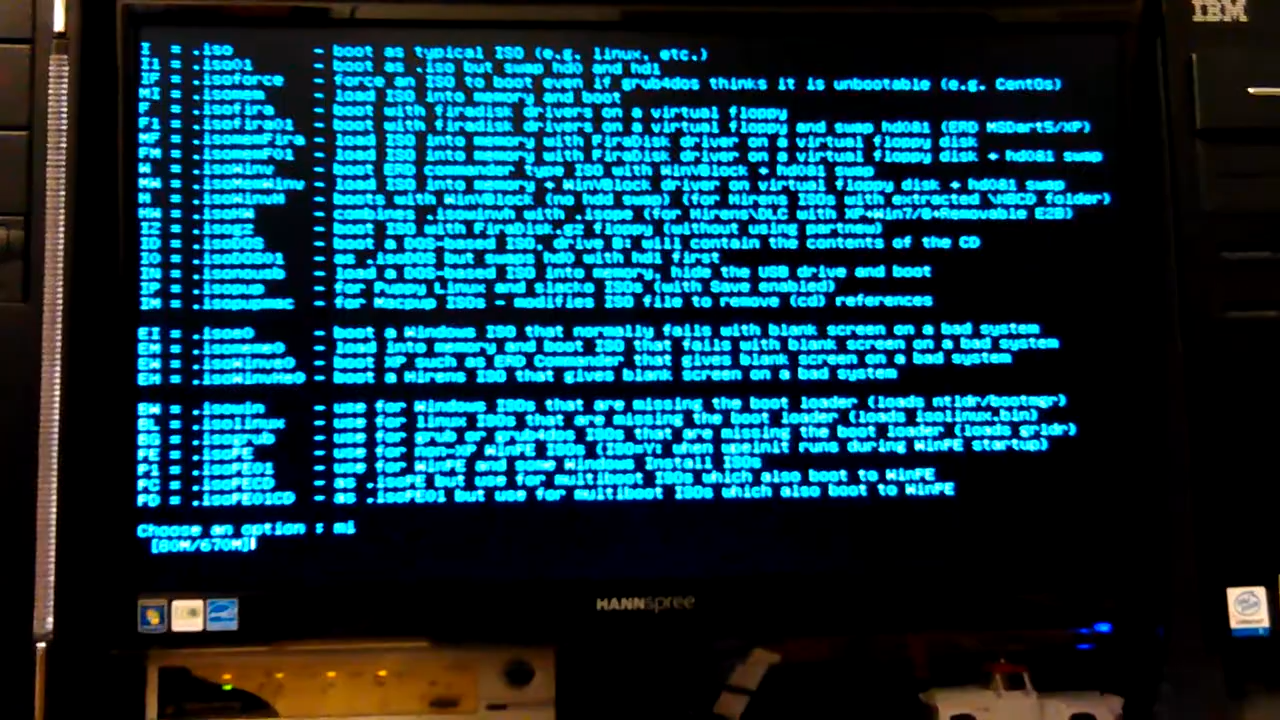 IBM
I = .iso - boot as typical ISO (e.g. linux, etc.)
I1 = .iso01 - boot as .iso but swap hd0 and hd1
IF = .isoforce - force an ISO to boot even if grub4dos thinks it is unbootable (e.g. CentOs)
MI = .isomem - load ISO into memory and boot
F = .isofira - boot with firadisk drivers on a virtual floppy
F1 = .isofira01 - boot with firadisk drivers on a virtual floppy and swap hd0&1 (ERD MSDart5/XP)
MF = .isomemFira - load ISO into memory with FiraDisk driver on a virtual floppy disk
FM = .isomemF01 - load ISO into memory with FiraDisk driver on a virtual floppy disk + hd0&1 swap
W = - boot ERD commander type ISO with WinVBlock + hd0&1 swap
MW = .isoMemWinv - load ISO into memory + WinVBlock driver on virtual floppy disk + hd0&1 swap
H = .isoWinvH - boots with WinVBlock (no hdd swap) (for Hirens ISOs with extracted \HBCD folder)
- combines .isowinvh with .isope (for Hirens\DLC with XP+Win7/8+Removable E2B)
IZ = .isogz - boot ISO with FiraDisk gz floppy (without using partnew)
ID = .isoDOS - boot a DOS-based ISO, drive B: will contain the contents of the CD
= .isoDOS01 - as .isoDOS but swap hd0 with hd1 first
IN = - load a DOS-based ISO into memory, hide the USB drive and boot
IP = .isopup - for Puppy Linux and slacko ISOs (with Save enabled)
IM = .isopupmac - for Macpup ISOs - modifies ISO file to remove (cd) references
EI = .isoe0 - boot a Windows ISO that normally fails with blank screen on a bad system
EM = .isomeme0 - load into memory and boot ISO that fails with blank screen on a bad system
EW = .isoWinve0 - boot XP such as ERD Commander that gives blank screen on a bad system
EH = .isoWinvHe0 - boot a Hirens ISO that gives blank screen on a bad system
= .isowin - use for Windows ISOs that are missing the boot loader (loads ntldr/bootmgr)
BL = .isolinux - use for linux ISOs that are missing the boot loader (loads isolinux.bin)
BG = .isogrub - use for grub or grub4dos ISOs that are missing the boot loader (loads grldr)
PE = .isoPE - use for non-XP WinPE ISOs (ISO=Y: when wpeinit runs during WinPE startup)
P1 = .isoPE01 - use for WinPE and some Windows Install ISOs
PC = .isoPECD - as .isoPE but use for multiboot ISOs which also boot to WinPE
PD = .isoPE01CD - as .isoPE01 but use for multiboot ISOs which also boot to WinPE
Choose an option : mi
[80M/670M]
HANNspree